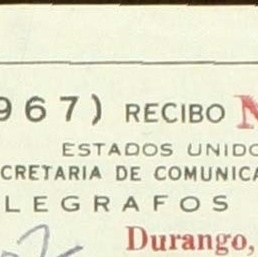 967) RECIBO N
ESTADOS UNIDO
CRETARIA DE COMUNICA
LEGRAFOS
Durango,